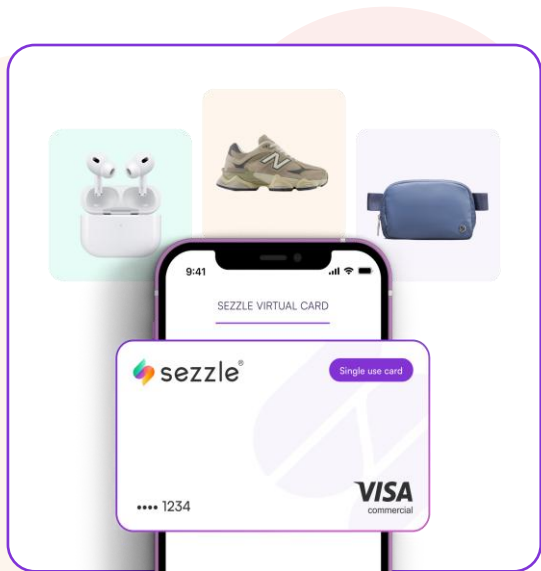 9:41
SEZZLE VIRTUAL CARD
sezzle®
Single use card
•••• 1234
VISA
commercial
N